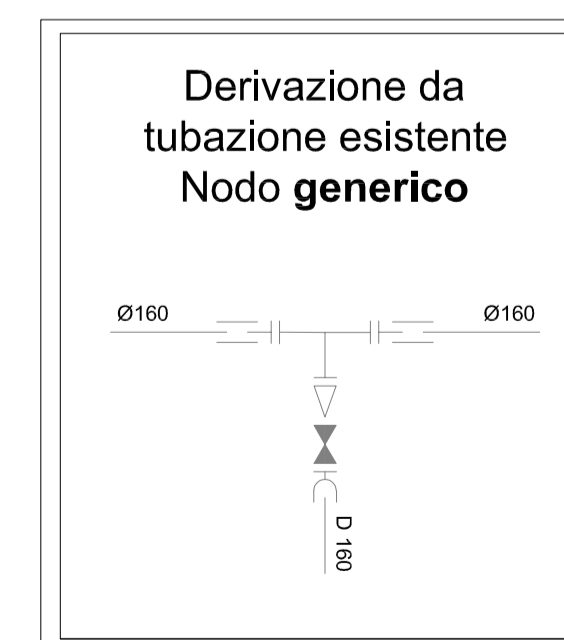 Derivazione da
tubazione esistente
Nodo generico
Ø160
Ø160
D 160